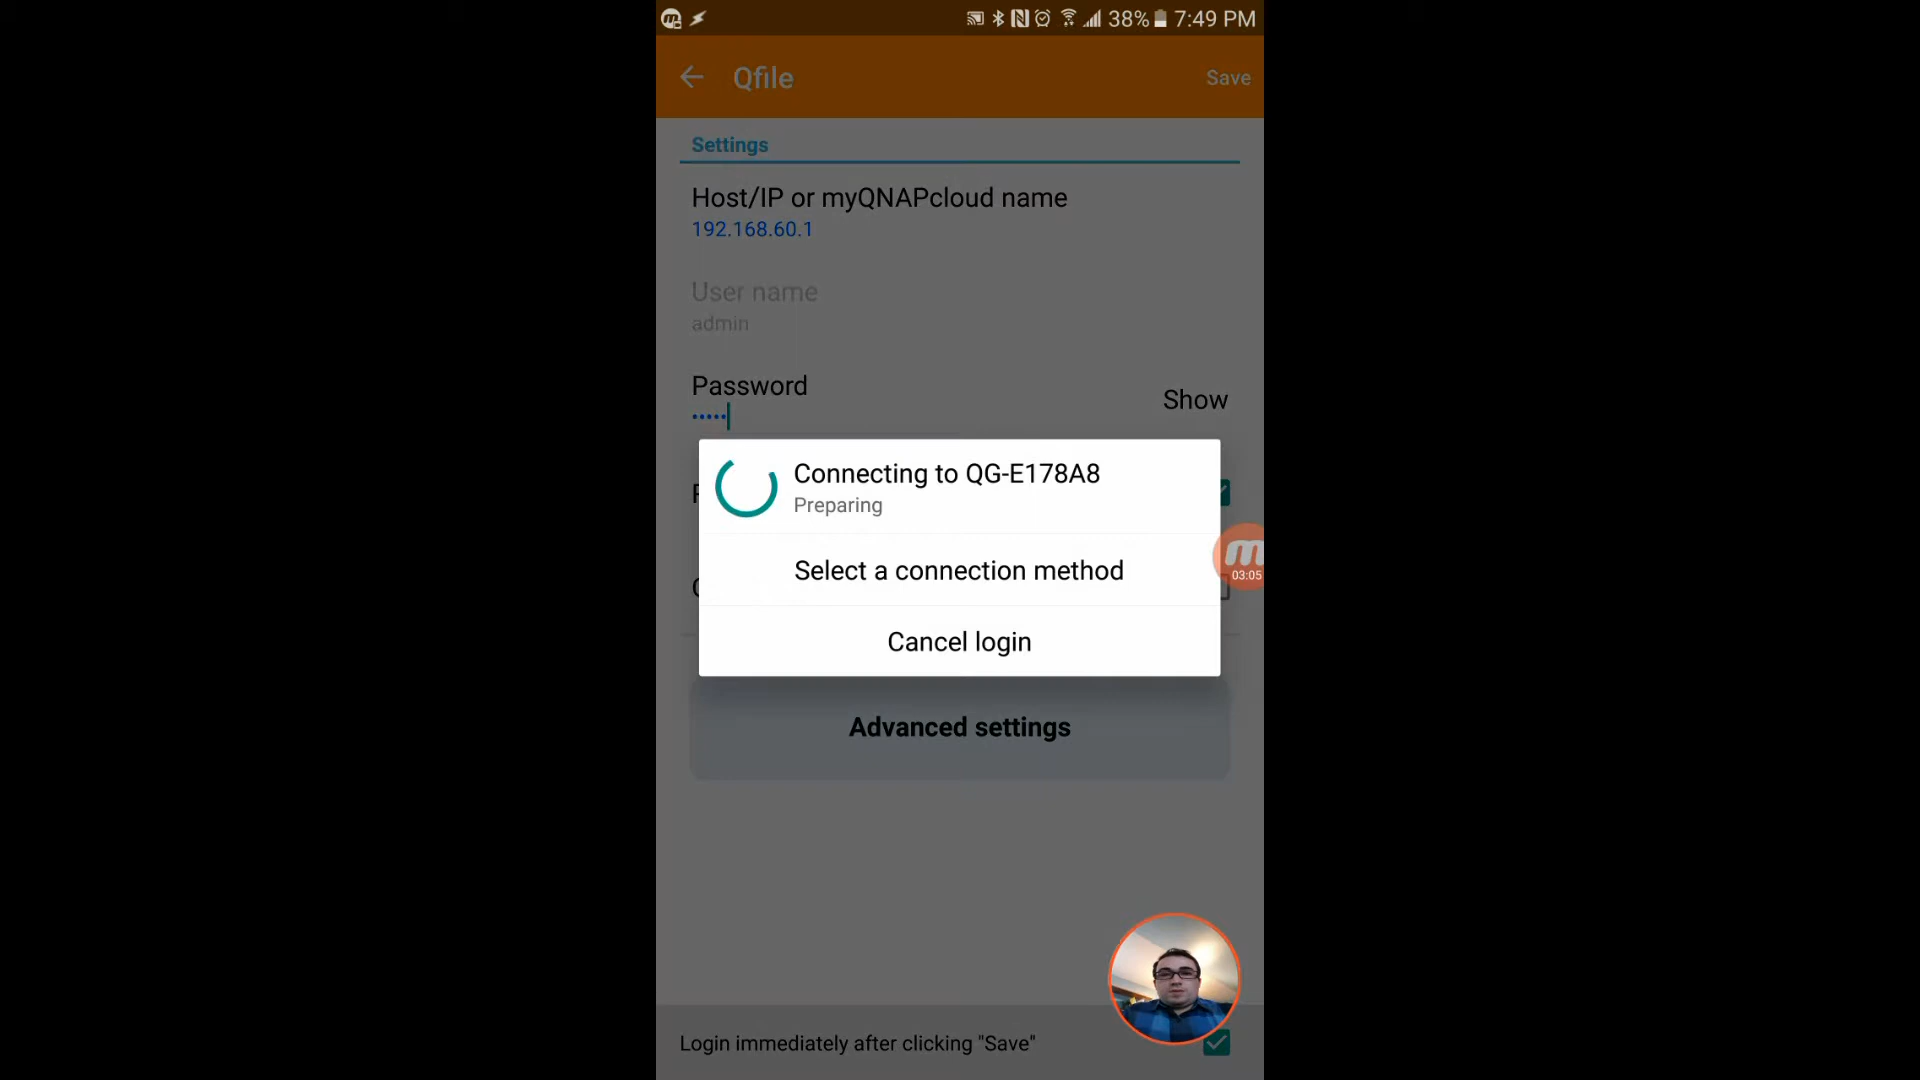 38% 7:49 PM
Qfile
Save
Settings
Host/IP or myQNAPcloud name
192.168.60.1
User name
admin
Password
Show
Connecting to QG-E178A8
Preparing
Select a connection method
03:05
Cancel login
Advanced settings
Login immediately after clicking "Save"